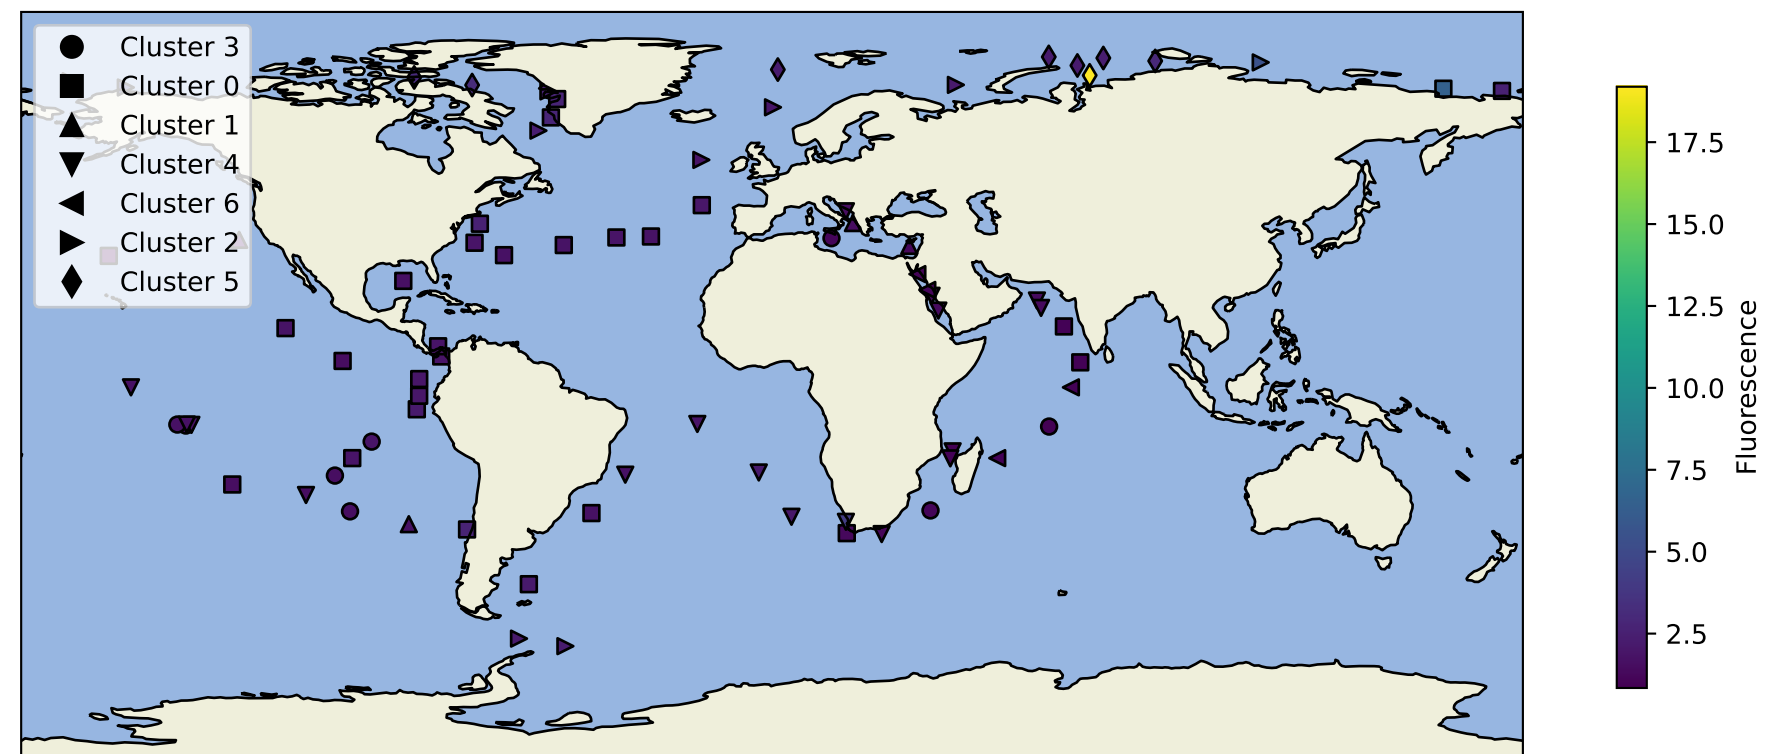 Cluster 3
Cluster 0
Cluster 1
Cluster 4
Cluster 6
Cluster 2
Cluster 5
17.5
15.0
12.5
10.0
7.5
5.0
2.5
Fluorescence